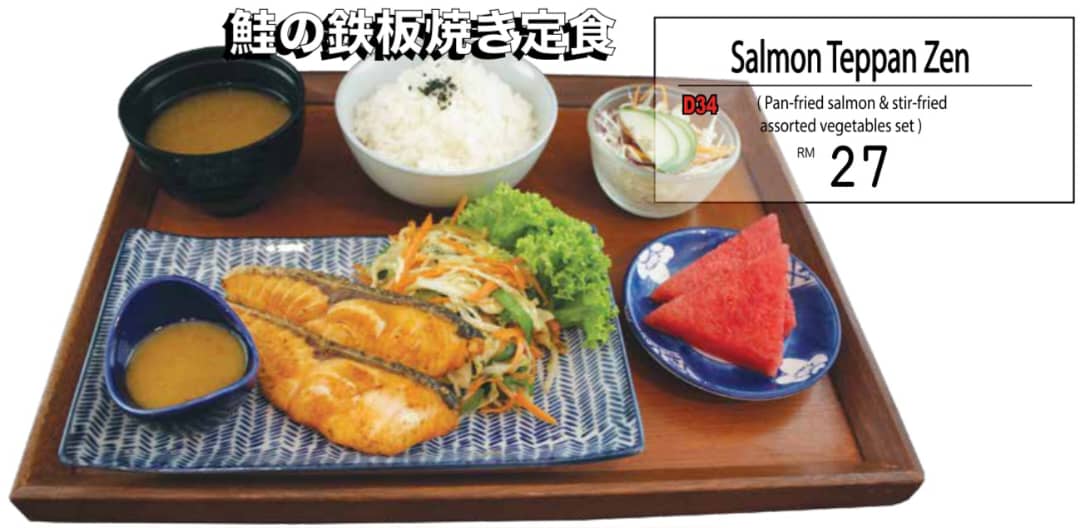 鮭の鉄板焼き定食
Salmon Teppan Zen
D34
( Pan-fried salmon & stir-fried
assorted vegetables set )
RM 27